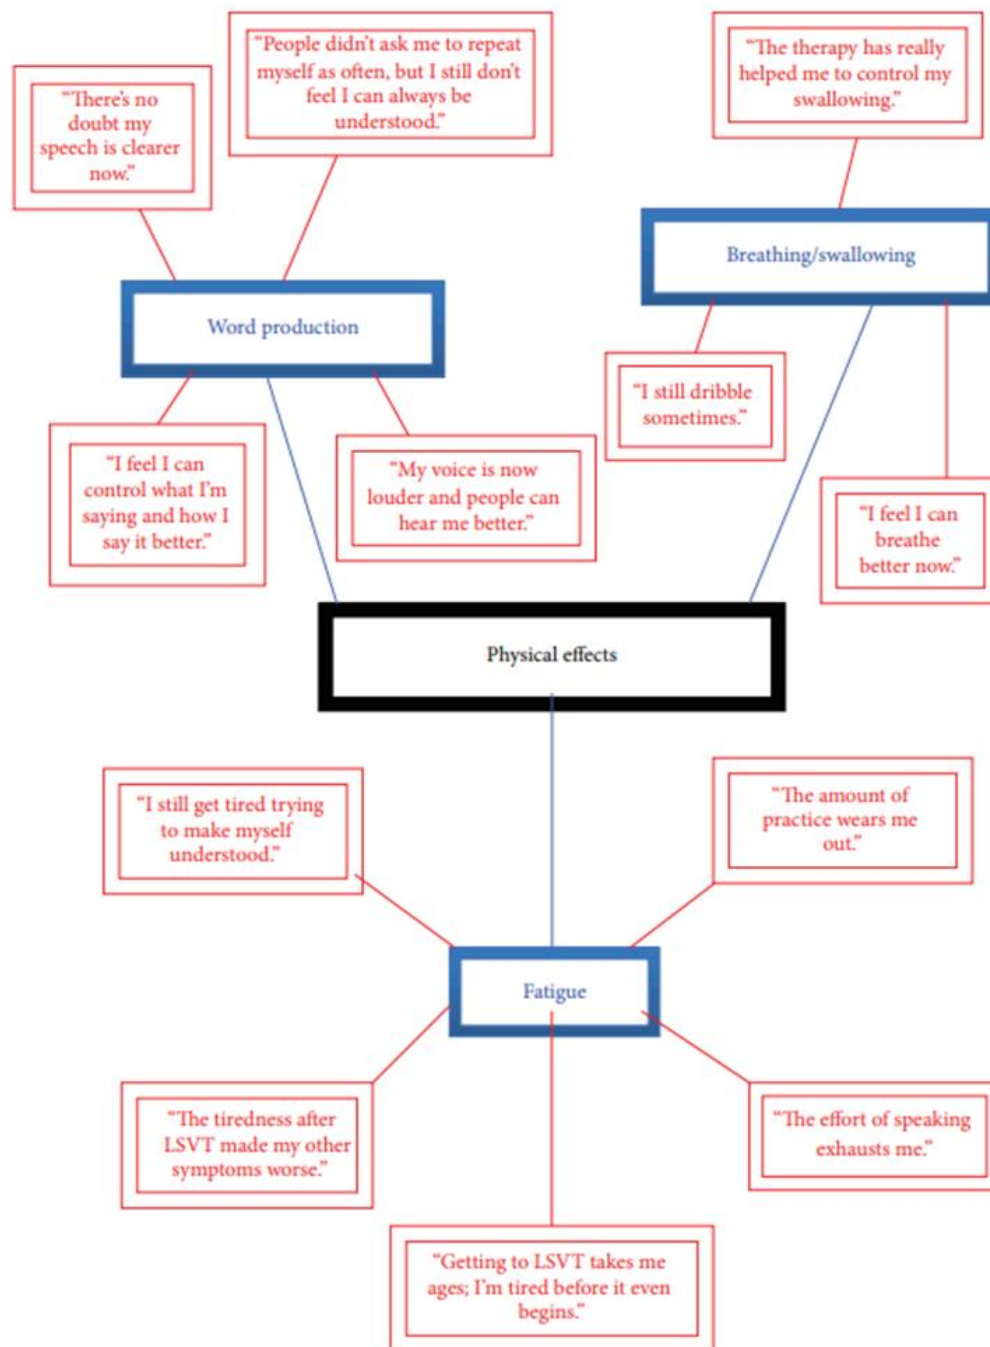 “People didn’t ask me to repeat
myself as often, but I still don’t
feel I can always be
understood.”
“The therapy has really
helped me to control my
swallowing.”
“There’s no
doubt my
speech is clearer
now.”
Breathing/swallowing
Word production
“I still dribble
sometimes.”
“I feel I can
control what I’m
saying and how I
say it better.”
“My voice is now
louder and people can
hear me better.”
“I feel I can
breathe
better now.”
Physical effects
“I still get tired trying
to make myself
understood.”
“The amount of
practice wears me
out.”
Fatigue
“The tiredness after
LSVT made my other
symptoms worse.”
“The effort of speaking
exhausts me.”
“Getting to LSVT takes me
ages; I’m tired before it even
begins.”